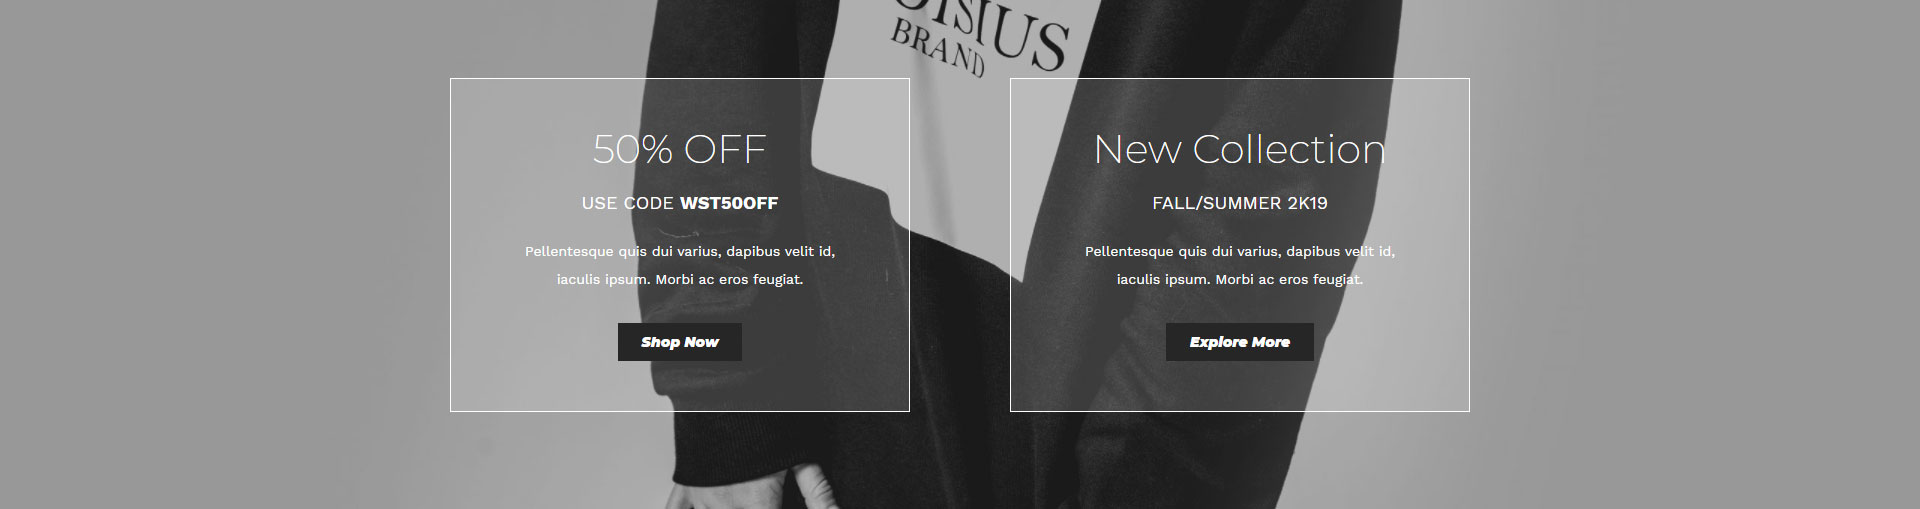 BRAND
50% OFF
USE CODE WST50OFF
Pellentesque quis dui varius, dapibus velit id,
iaculis ipsum. Morbi ac eros feugiat.
Shop Now
New Collection
FALL/SUMMER 2K19
Pellentesque quis dui varius, dapibus velit id,
iaculis ipsum. Morbi ac eros feugiat.
Explore More